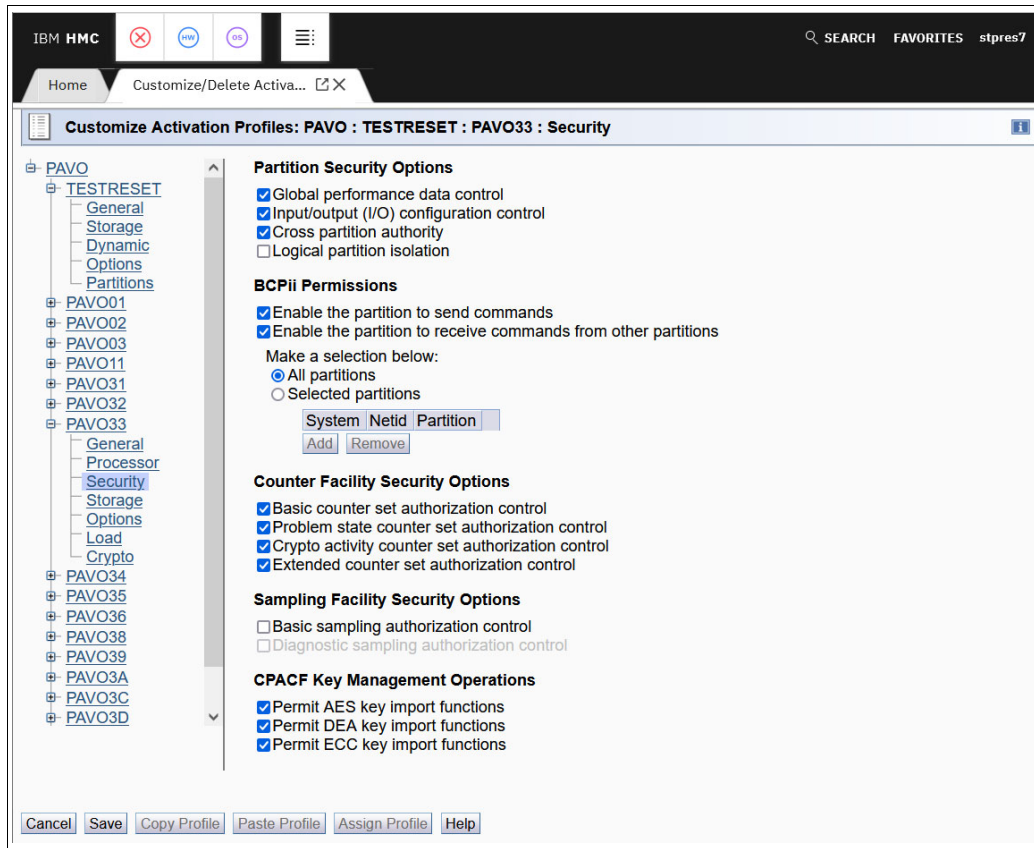 IBM HMC HW OS SEARCH FAVORITES stpres7
Home Customize/Delete Activa...
Customize Activation Profiles: PAVO : TESTRESET : PAVO33 : Security i
PAVO
TESTRESET
General
Storage
Dynamic
Options
Partitions
PAVO01
PAVO02
PAVO03
PAVO11
PAVO31
PAVO32
PAVO33
General
Processor
Security
Storage
Options
Load
Crypto
PAVO34
PAVO35
PAVO36
PAVO38
PAVO39
PAVO3A
PAVO3C
PAVO3D
Partition Security Options
Global performance data control
Input/output (I/O) configuration control
Cross partition authority
Logical partition isolation
BCPii Permissions
Enable the partition to send commands
Enable the partition to receive commands from other partitions
Make a selection below:
All partitions
Selected partitions
System Netid Partition
Add Remove
Counter Facility Security Options
Basic counter set authorization control
Problem state counter set authorization control
Crypto activity counter set authorization control
Extended counter set authorization control
Sampling Facility Security Options
Basic sampling authorization control
Diagnostic sampling authorization control
CPACF Key Management Operations
Permit AES key import functions
Permit DEA key import functions
Permit ECC key import functions
Cancel Save Copy Profile Paste Profile Assign Profile Help